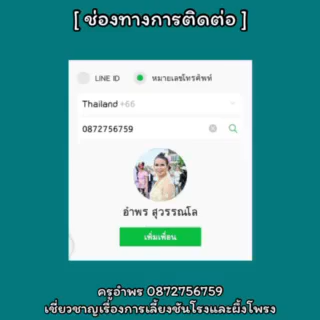 [ ช่องทางการติดต่อ ]
LINE ID หมายเลขโทรศัพท์
Thailand +66
0872756759
อำพร สุวรรณโล
เพิ่มเพื่อน
ครูอำพร 0872756759
เชี่ยวชาญเรื่องการเลี้ยงชันโรงและผึ้งโพรง